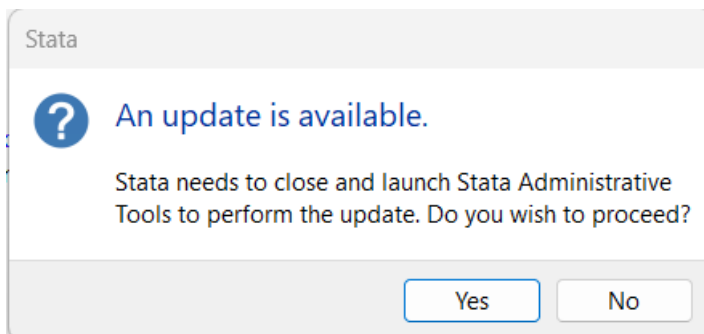 Stata
An update is available.
Stata needs to close and launch Stata Administrative
Tools to perform the update. Do you wish to proceed?
Yes
No